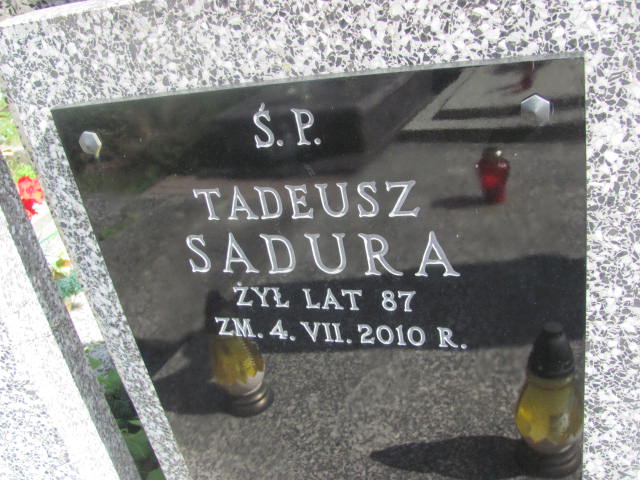 Ś. P.
TADEUSZ
SADURA
ŻYŁ LAT 87
ZM. 4. VII. 2010 R.